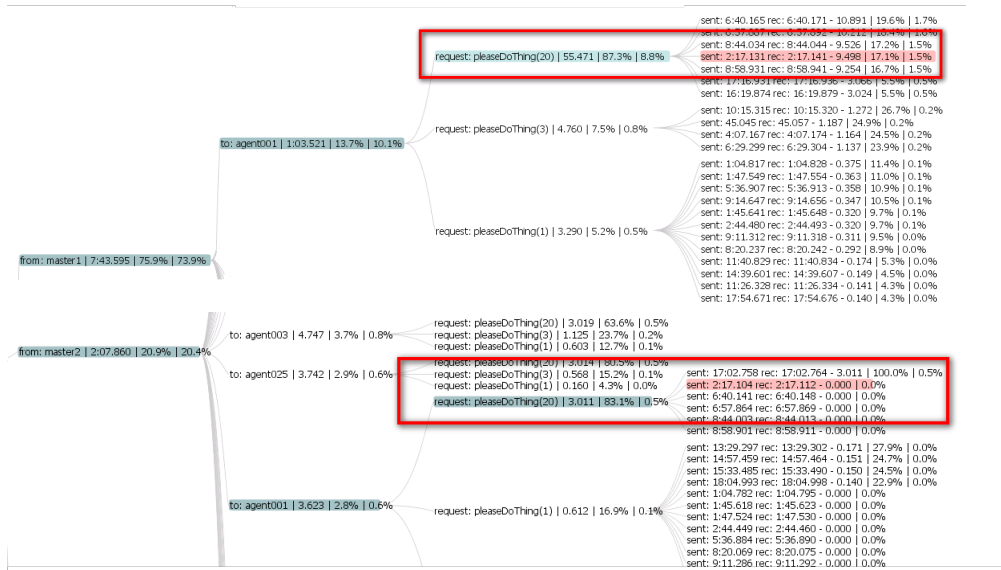 sent: 6:40.165 rec: 6:40.171 - 10.891 | 19.6% | 1.7%
sent: 6:57.887 rec: 6:57.892 - 10.212 | 18.4% | 1.6%
sent: 8:44.034 rec: 8:44.044 - 9.526 | 17.2% | 1.5%
request: pleaseDoThing(20) | 55.471 | 87.3% | 8.8%
sent: 2:17.131 rec: 2:17.141 - 9.498 | 17.1% | 1.5%
sent: 8:58.931 rec: 8:58.941 - 9.254 | 16.7% | 1.5%
sent: 17:16.931 rec: 17:16.936 - 3.066 | 5.5% | 0.5%
sent: 16:19.874 rec: 16:19.879 - 3.024 | 5.5% | 0.5%
sent: 10:15.315 rec: 10:15.320 - 1.272 | 26.7% | 0.2%
sent: 45.045 rec: 45.057 - 1.187 | 24.9% | 0.2%
request: pleaseDoThing(3) | 4.760 | 7.5% | 0.8%
sent: 4:07.167 rec: 4:07.174 - 1.164 | 24.5% | 0.2%
sent: 6:29.299 rec: 6:29.304 - 1.137 | 23.9% | 0.2%
to: agent001 | 1:03.521 | 13.7% | 10.1%
sent: 1:04.817 rec: 1:04.828 - 0.375 | 11.4% | 0.1%
sent: 1:47.549 rec: 1:47.554 - 0.363 | 11.0% | 0.1%
sent: 5:36.907 rec: 5:36.913 - 0.358 | 10.9% | 0.1%
sent: 9:14.647 rec: 9:14.656 - 0.347 | 10.5% | 0.1%
sent: 1:45.641 rec: 1:45.648 - 0.320 | 9.7% | 0.1%
request: pleaseDoThing(1) | 3.290 | 5.2% | 0.5%
sent: 2:44.480 rec: 2:44.493 - 0.320 | 9.7% | 0.1%
sent: 9:11.312 rec: 9:11.318 - 0.311 | 9.5% | 0.0%
sent: 8:20.237 rec: 8:20.242 - 0.292 | 8.9% | 0.0%
from: master1 | 7:43.595 | 75.9% | 73.9%
sent: 11:40.829 rec: 11:40.834 - 0.174 | 5.3% | 0.0%
sent: 14:39.601 rec: 14:39.607 - 0.149 | 4.5% | 0.0%
sent: 11:26.328 rec: 11:26.334 - 0.141 | 4.3% | 0.0%
sent: 17:54.671 rec: 17:54.676 - 0.140 | 4.3% | 0.0%
request: pleaseDoThing(20) | 3.019 | 63.6% | 0.5%
to: agent003 | 4.747 | 3.7% | 0.8%
request: pleaseDoThing(3) | 1.125 | 23.7% | 0.2%
request: pleaseDoThing(1) | 0.603 | 12.7% | 0.1%
from: master2 | 2:07.860 | 20.9% | 20.4%
request: pleaseDoThing(20) | 3.014 | 80.5% | 0.5%
to: agent025 | 3.742 | 2.9% | 0.6%
request: pleaseDoThing(3) | 0.568 | 15.2% | 0.1%
request: pleaseDoThing(1) | 0.160 | 4.3% | 0.0%
sent: 17:02.758 rec: 17:02.764 - 3.011 | 100.0% | 0.5%
sent: 2:17.104 rec: 2:17.112 - 0.000 | 0.0%
request: pleaseDoThing(20) | 3.011 | 83.1% | 0.5%
sent: 6:40.141 rec: 6:40.148 - 0.000 | 0.0%
sent: 6:57.864 rec: 6:57.869 - 0.000 | 0.0%
sent: 8:44.003 rec: 8:44.013 - 0.000 | 0.0%
sent: 8:58.901 rec: 8:58.911 - 0.000 | 0.0%
sent: 13:29.297 rec: 13:29.302 - 0.171 | 27.9% | 0.0%
sent: 14:57.459 rec: 14:57.464 - 0.151 | 24.7% | 0.0%
sent: 15:33.485 rec: 15:33.490 - 0.150 | 24.5% | 0.0%
sent: 18:04.993 rec: 18:04.998 - 0.140 | 22.9% | 0.0%
to: agent001 | 3.623 | 2.8% | 0.6%
sent: 1:04.782 rec: 1:04.795 - 0.000 | 0.0%
request: pleaseDoThing(1) | 0.612 | 16.9% | 0.1%
sent: 1:45.618 rec: 1:45.623 - 0.000 | 0.0%
sent: 1:47.524 rec: 1:47.530 - 0.000 | 0.0%
sent: 2:44.449 rec: 2:44.460 - 0.000 | 0.0%
sent: 5:36.884 rec: 5:36.890 - 0.000 | 0.0%
sent: 8:20.069 rec: 8:20.075 - 0.000 | 0.0%
sent: 9:11.286 rec: 9:11.292 - 0.000 | 0.0%